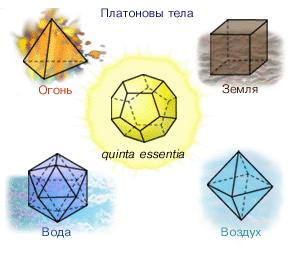 Платоновы тела
Огонь
Земля
quinta essentia
Вода
Воздух